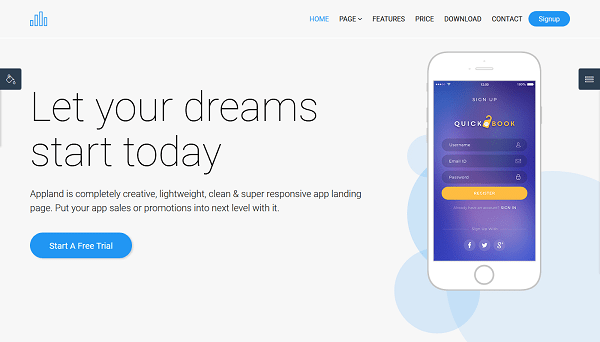 HOME PAGE FEATURES PRICE DOWNLOAD CONTACT Signup
Let your dreams
start today
Appland is completely creative, lightweight, clean & super responsive app landing
page. Put your app sales or promotions into next level with it.
Start A Free Trial
12:00 100%
SIGN UP
QUICK BOOK
Username
Email ID
Password
REGISTER
Already have an account? SIGN IN